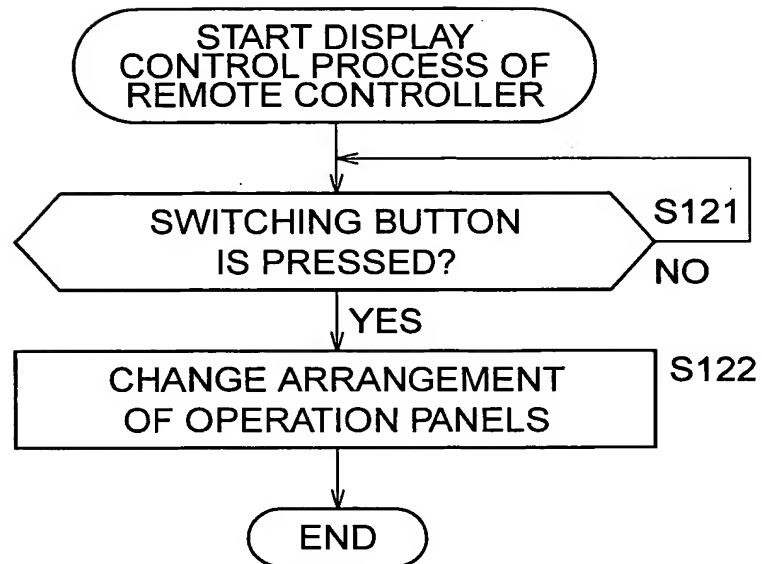 START DISPLAY
CONTROL PROCESS OF
REMOTE CONTROLLER
SWITCHING BUTTON
IS PRESSED?
S121
NO
YES
CHANGE ARRANGEMENT
OF OPERATION PANELS
S122
END